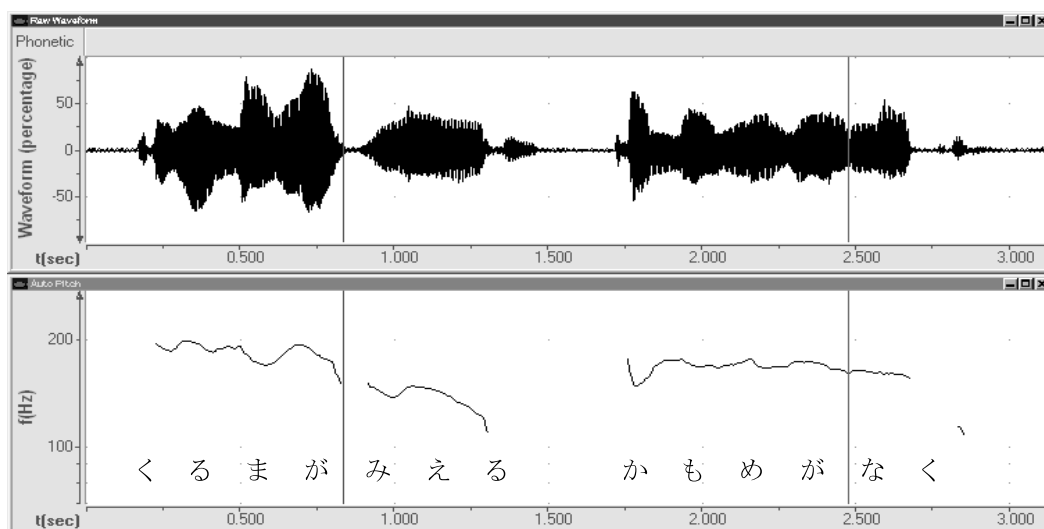 Raw Waveform
Phonetic
Waveform (percentage)
50
0
-50
t(sec) 0.500 1.000 1.500 2.000 2.500 3.000
Auto Pitch
f(Hz)
200
100
くるまが みえる かもめが なく
t(sec) 0.500 1.000 1.500 2.000 2.500 3.000